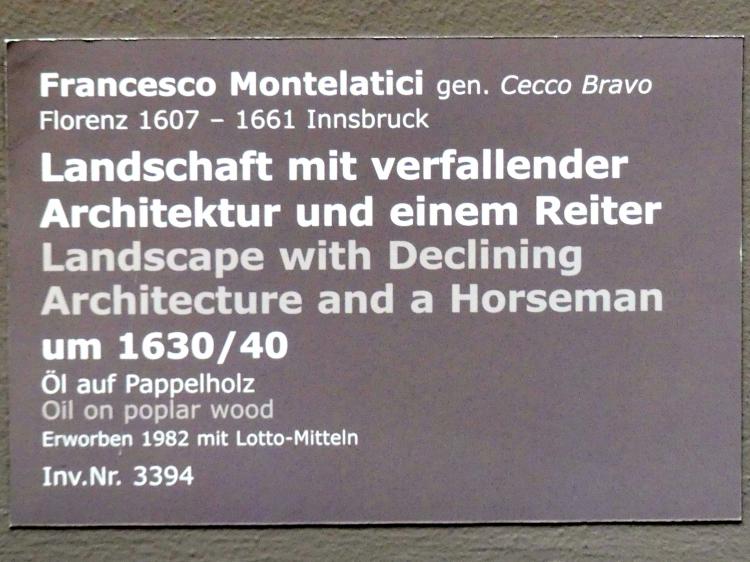 Francesco Montelatici gen. Cecco Bravo
Florenz 1607 – 1661 Innsbruck
Landschaft mit verfallender
Architektur und einem Reiter
Landscape with Declining
Architecture and a Horseman
um 1630/40
Öl auf Pappelholz
Oil on poplar wood
Erworben 1982 mit Lotto-Mitteln
Inv.Nr. 3394